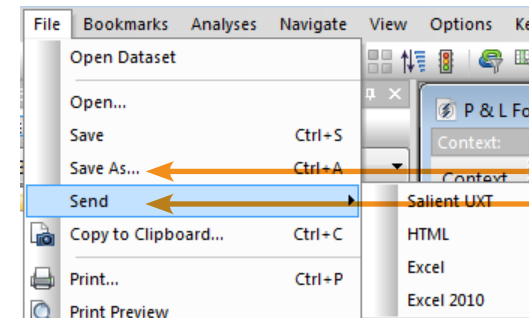 File Bookmarks Analyses Navigate View Options
Open Dataset
Open...
Save Ctrl+S
Save As... Ctrl+A
Send
Copy to Clipboard... Ctrl+C
Print... Ctrl+P
Print Preview
P & L Fo
Context:
Context
Salient UXT
HTML
Excel
Excel 2010